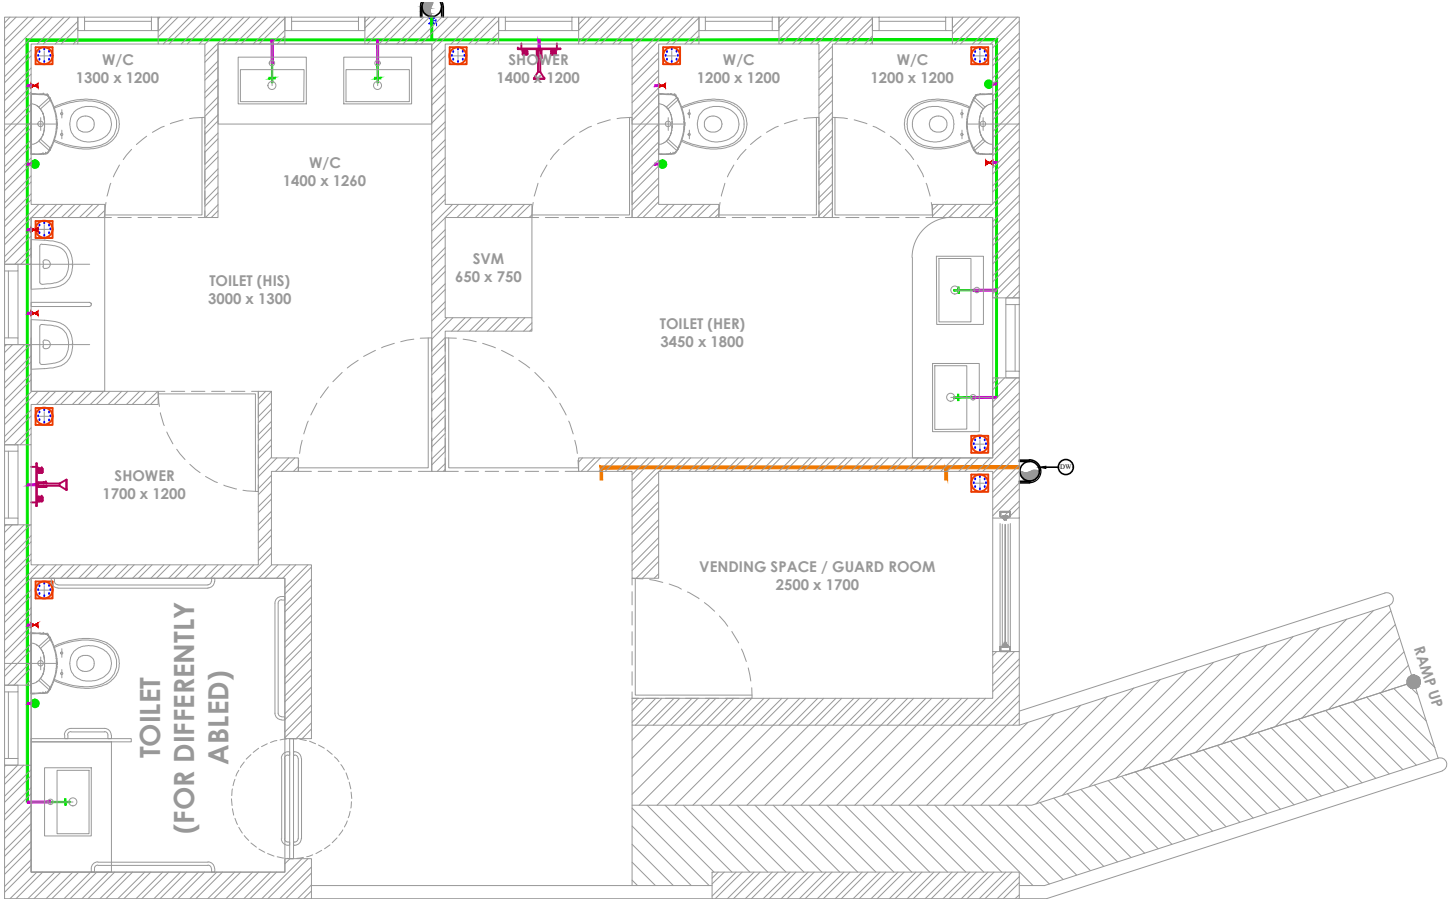 W/C
1300 x 1200
SHOWER
1400 x 1200
W/C
1200 x 1200
W/C
1200 x 1200
W/C
1400 x 1260
TOILET (HIS)
3000 x 1300
SVM
650 x 750
TOILET (HER)
3450 x 1800
SHOWER
1700 x 1200
DW
VENDING SPACE / GUARD ROOM
2500 x 1700
TOILET
(FOR DIFFERENTLY
ABLED)
RAMP UP